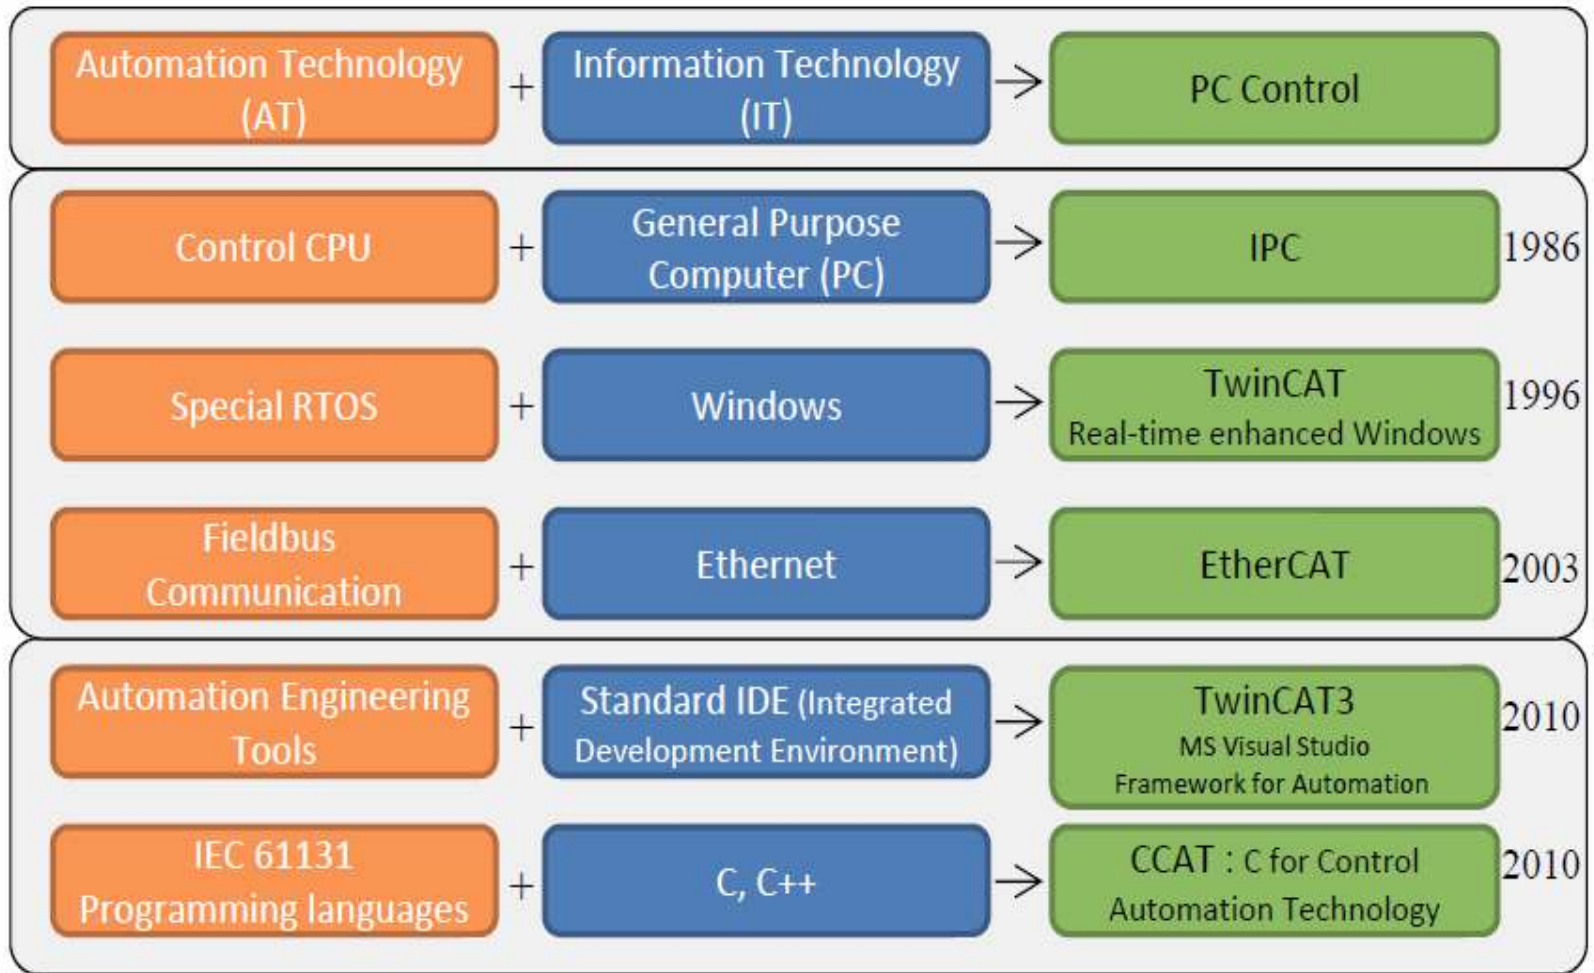 Automation Technology
(AT)
+
Information Technology
(IT)
→
PC Control
Control CPU
+
General Purpose
Computer (PC)
→
IPC
1986
Special RTOS
+
Windows
→
TwinCAT
Real-time enhanced Windows
1996
Fieldbus
Communication
+
Ethernet
→
EtherCAT
2003
Automation Engineering
Tools
+
Standard IDE (Integrated
Development Environment)
→
TwinCAT3
MS Visual Studio
Framework for Automation
2010
IEC 61131
Programming languages
+
C, C++
→
CCAT : C for Control
Automation Technology
2010